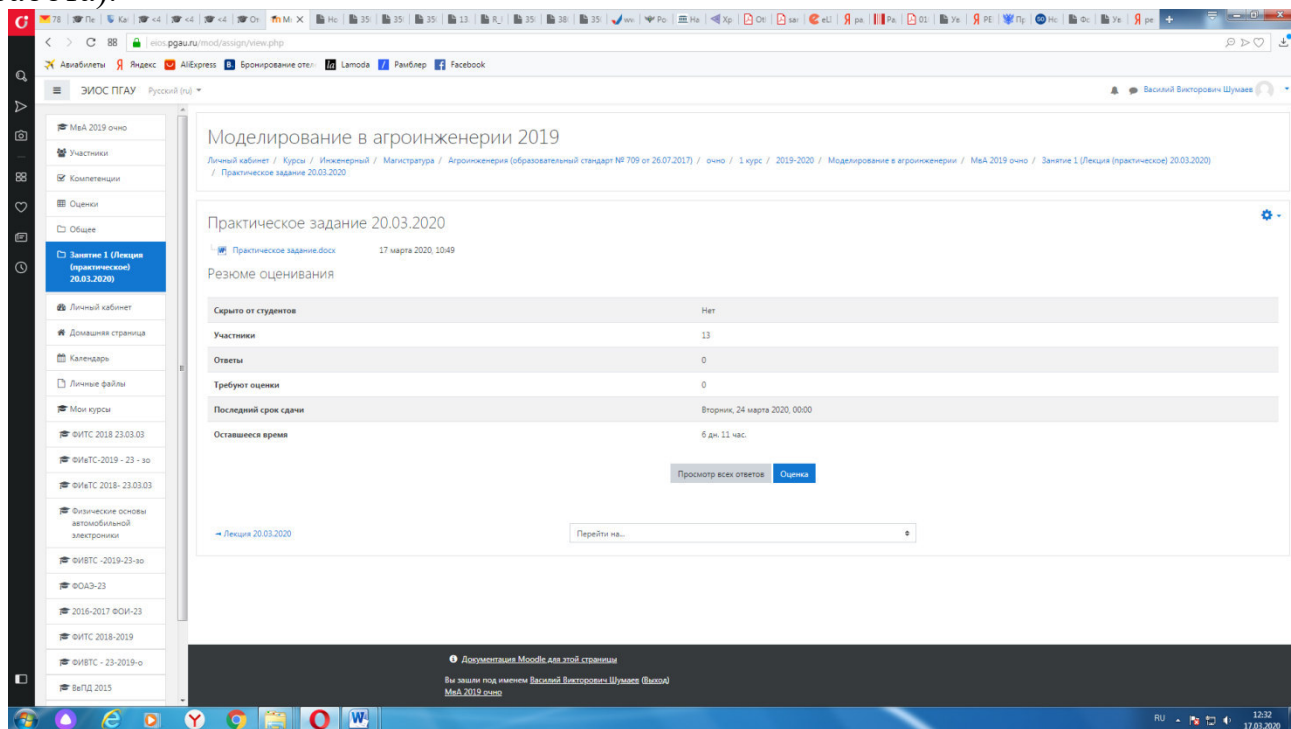 78
eios.pgau.ru/mod/assign/view.php
Авиабилеты Яндекс AliExpress Бронирование отел Lamoda Рамблер Facebook
ЭИОС ПГАУ Русский (ru)
Василий Викторович Шумаев
МвА 2019 очно
Участники
Компетенции
Оценки
Общее
Занятие 1 (Лекция
(практическое)
20.03.2020)
Личный кабинет
Домашняя страница
Календарь
Личные файлы
Мои курсы
ФИТС 2018 23.03.03
ФИвТС-2019 - 23 - зо
ФИвТС 2018- 23.03.03
Физические основы
автомобильной
электроники
ФИВТС -2019-23-зо
ФОАЭ-23
2016-2017 ФОИ-23
ФИТС 2018-2019
ФИВТС - 23-2019-о
ВвПД 2015
Моделирование в агроинженерии 2019
Личный кабинет / Курсы / Инженерный / Магистратура / Агроинженерия (образовательный стандарт № 709 от 26.07.2017) / очно / 1 курс / 2019-2020 / Моделирование в агроинженерии / МвА 2019 очно / Занятие 1 (Лекция (практическое) 20.03.2020)
/ Практическое задание 20.03.2020
Практическое задание 20.03.2020
Практическое задание.docx 17 марта 2020, 10:49
Резюме оценивания
Скрыто от студентов Нет
Участники 13
Ответы 0
Требуют оценки 0
Последний срок сдачи Вторник, 24 марта 2020, 00:00
Оставшееся время 6 дн. 11 час.
Просмотр всех ответов Оценка
Лекция 20.03.2020 Перейти на...
Документация Moodle для этой страницы
Вы зашли под именем Василий Викторович Шумаев (Выход)
МвА 2019 очно
RU
12:32
17.03.2020